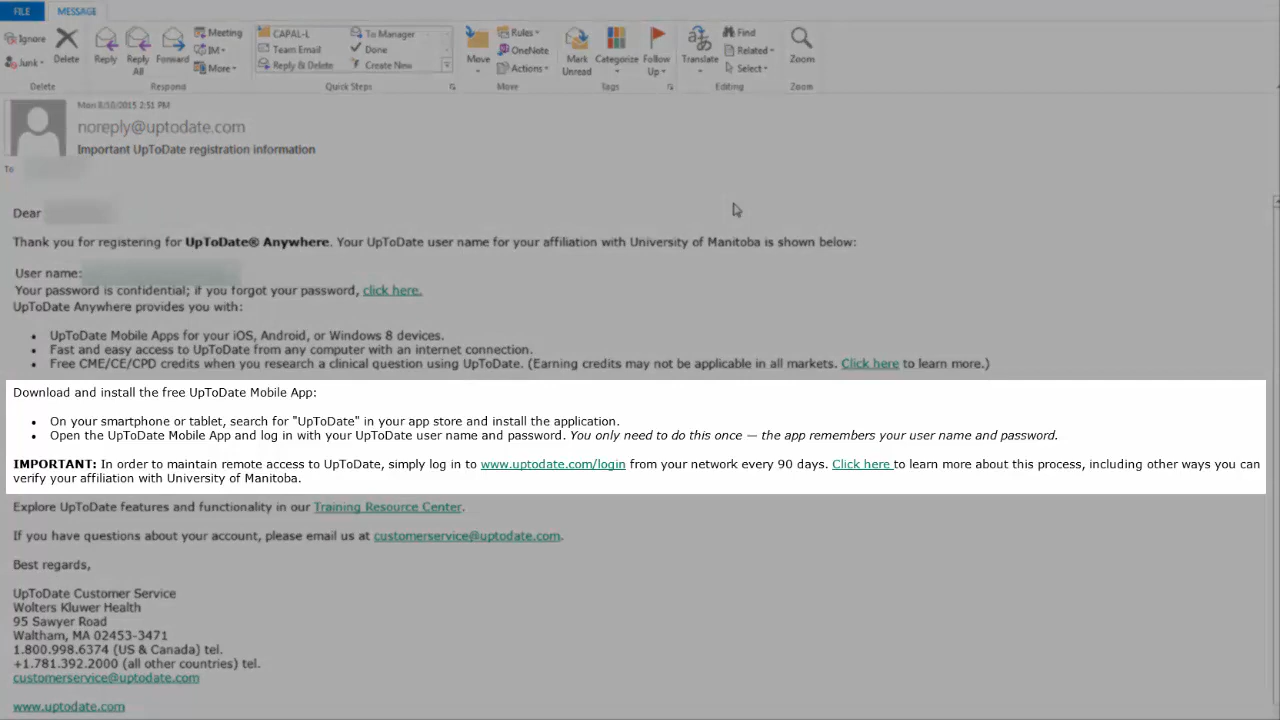 FILE MESSAGE
Ignore
Junk
Delete
Reply
Reply All
Forward
Meeting
IM
More
CAPAL-L
Team Email
Reply & Delete
To Manager
Done
Create New
Move
Rules
OneNote
Actions
Mark Unread
Categorize
Follow Up
Translate
Find
Related
Select
Zoom
Delete Respond Quick Steps Move Tags Editing Zoom
Mon 8/10/2015 2:51 PM
noreply@uptodate.com
Important UpToDate registration information
To
Dear
Thank you for registering for UpToDate® Anywhere. Your UpToDate user name for your affiliation with University of Manitoba is shown below:
User name:
Your password is confidential; if you forgot your password, click here.
UpToDate Anywhere provides you with:
• UpToDate Mobile Apps for your iOS, Android, or Windows 8 devices.
• Fast and easy access to UpToDate from any computer with an internet connection.
• Free CME/CE/CPD credits when you research a clinical question using UpToDate. (Earning credits may not be applicable in all markets. Click here to learn more.)
Download and install the free UpToDate Mobile App:
• On your smartphone or tablet, search for "UpToDate" in your app store and install the application.
• Open the UpToDate Mobile App and log in with your UpToDate user name and password. You only need to do this once — the app remembers your user name and password.
IMPORTANT: In order to maintain remote access to UpToDate, simply log in to www.uptodate.com/login from your network every 90 days. Click here to learn more about this process, including other ways you can
verify your affiliation with University of Manitoba.
Explore UpToDate features and functionality in our Training Resource Center.
If you have questions about your account, please email us at customerservice@uptodate.com.
Best regards,
UpToDate Customer Service
Wolters Kluwer Health
95 Sawyer Road
Waltham, MA 02453-3471
1.800.998.6374 (US & Canada) tel.
+1.781.392.2000 (all other countries) tel.
customerservice@uptodate.com
www.uptodate.com